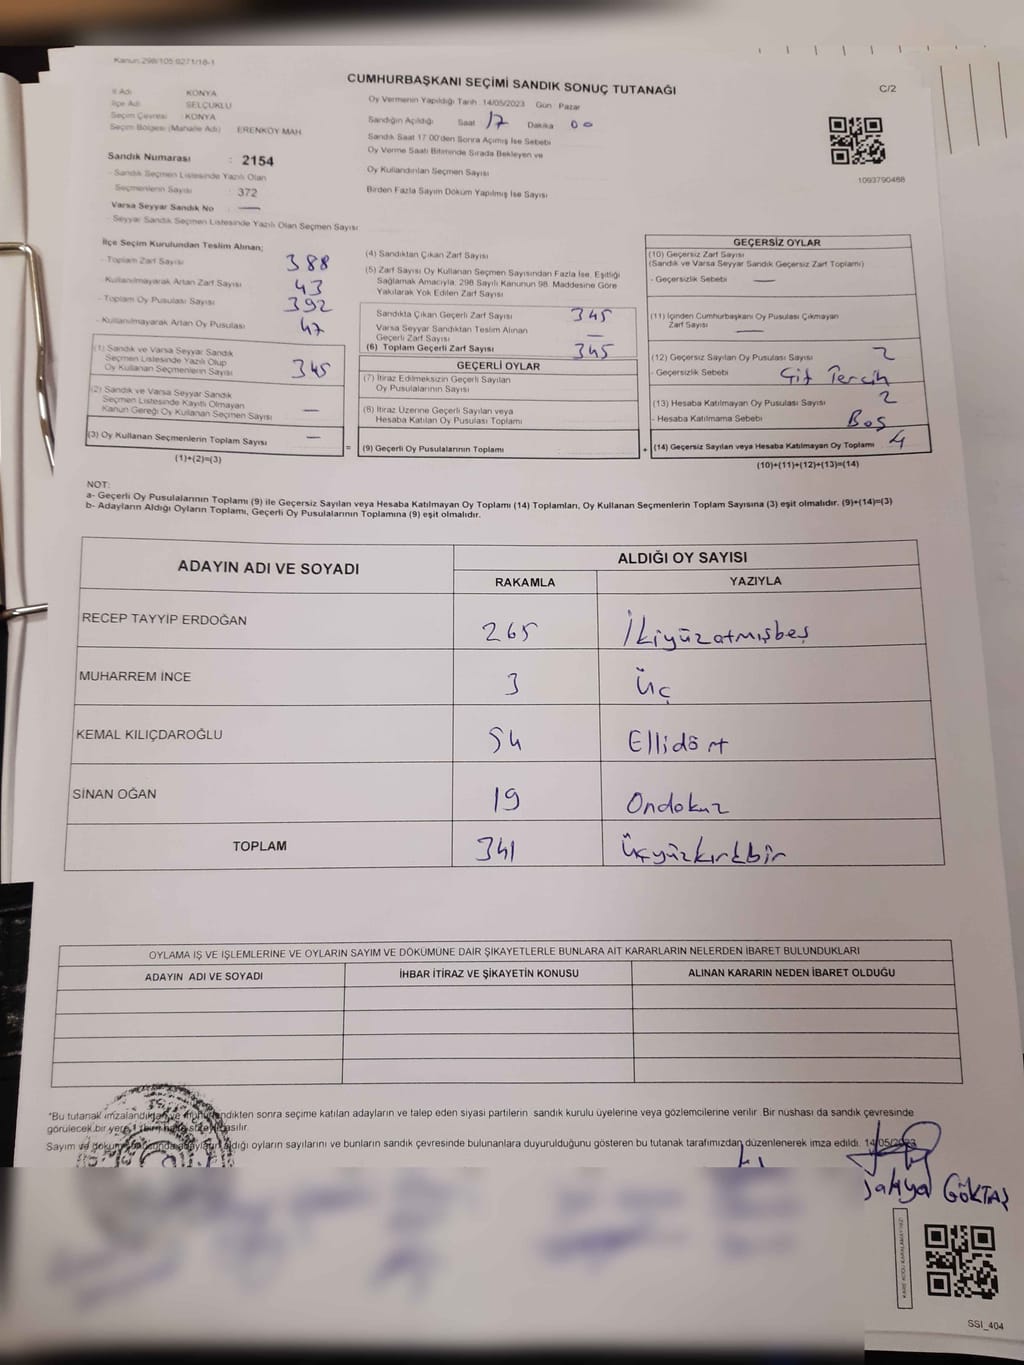 Kanun:298/105 0271/18-1
CUMHURBAŞKANI SEÇİMİ SANDIK SONUÇ TUTANAĞI
C/2
İl Adı KONYA
İlçe Adı SELÇUKLU
Seçim Çevresi : KONYA
Seçim Bölgesi (Mahalle Adı) ERENKÖY MAH.
Sandık Numarası : 2154
- Sandık Seçmen Listesinde Yazılı Olan
Seçmenlerin Sayısı : 372
Varsa Seyyar Sandık No : —
- Seyyar Sandık Seçmen Listesinde Yazılı Olan Seçmen Sayısı
Oy Vermenin Yapıldığı Tarih : 14/05/2023 Gün Pazar
Sandığın Açıldığı Saat 17 Dakika 00
Sandık Saat 17.00'den Sonra Açımış İse Sebebi
Oy Verme Saati Bitiminde Sırada Bekleyen ve
Oy Kullandırılan Seçmen Sayısı
Birden Fazla Sayım Döküm Yapılmış İse Sayısı
1093790488
İlçe Seçim Kurulundan Teslim Alınan;
- Toplam Zarf Sayısı 388
- Kullanılmayarak Artan Zarf Sayısı 43
- Toplam Oy Pusulası Sayısı 392
- Kullanılmayarak Artan Oy Pusulası 47
(1) Sandık ve Varsa Seyyar Sandık
Seçmen Listesinde Yazılı Olup
Oy Kullanan Seçmenlerin Sayısı 345
(2) Sandık ve Varsa Seyyar Sandık
Seçmen Listesinde Kayıtlı Olmayan
Kanun Gereği Oy Kullanan Seçmen Sayısı —
(3) Oy Kullanan Seçmenlerin Toplam Sayısı —
(1)+(2)=(3)
=
(4) Sandıktan Çıkan Zarf Sayısı
(5) Zarf Sayısı Oy Kullanan Seçmen Sayısından Fazla İse, Eşitliği
Sağlamak Amacıyla, 298 Sayılı Kanunun 98. Maddesine Göre
Yakılarak Yok Edilen Zarf Sayısı
Sandıkta Çıkan Geçerli Zarf Sayısı 345
Varsa Seyyar Sandıktan Teslim Alınan
Geçerli Zarf Sayısı —
(6) Toplam Geçerli Zarf Sayısı 345
GEÇERLİ OYLAR
(7) İtiraz Edilmeksizin Geçerli Sayılan
Oy Pusulalarının Sayısı
(8) İtiraz Üzerine Geçerli Sayılan veya
Hesaba Katılan Oy Pusulası Toplamı
(9) Geçerli Oy Pusulalarının Toplamı
+
GEÇERSİZ OYLAR
(10) Geçersiz Zarf Sayısı
(Sandık ve Varsa Seyyar Sandık Geçersiz Zarf Toplamı)
- Geçersizlik Sebebi —
(11) İçinden Cumhurbaşkanı Oy Pusulası Çıkmayan
Zarf Sayısı —
(12) Geçersiz Sayılan Oy Pusulası Sayısı 2
- Geçersizlik Sebebi Çift Tercih
(13) Hesaba Katılmayan Oy Pusulası Sayısı 2
- Hesaba Katılmama Sebebi Boş
(14) Geçersiz Sayılan veya Hesaba Katılmayan Oy Toplamı 4
(10)+(11)+(12)+(13)=(14)
NOT:
a- Geçerli Oy Pusulalarının Toplamı (9) ile Geçersiz Sayılan veya Hesaba Katılmayan Oy Toplamı (14) Toplamları, Oy Kullanan Seçmenlerin Toplam Sayısına (3) eşit olmalıdır. (9)+(14)=(3)
b- Adayların Aldığı Oyların Toplamı, Geçerli Oy Pusulalarının Toplamına (9) eşit olmalıdır.
ADAYIN ADI VE SOYADI
ALDIĞI OY SAYISI
RAKAMLA YAZIYLA
RECEP TAYYİP ERDOĞAN 265 İkiyüzatmışbeş
MUHARREM İNCE 3 Üç
KEMAL KILIÇDAROĞLU 54 Ellidört
SİNAN OĞAN 19 Ondokuz
TOPLAM 341 Üçyüzkırkbir
OYLAMA İŞ VE İŞLEMLERİNE VE OYLARIN SAYIM VE DÖKÜMÜNE DAİR ŞİKAYETLERLE BUNLARA AİT KARARLARIN NELERDEN İBARET BULUNDUKLARI
ADAYIN ADI VE SOYADI İHBAR İTİRAZ VE ŞİKAYETİN KONUSU ALINAN KARARIN NEDEN İBARET OLDUĞU
*Bu tutanak imzalandıktan ve mühürlendikten sonra seçime katılan adayların ve talep eden siyasi partilerin sandık kurulu üyelerine veya gözlemcilerine verilir. Bir nüshası da sandık çevresinde
görülecek bir yere
Sayım ve oyların sayılarını ve bunların sandık çevresinde bulunanlara duyurulduğunu gösteren bu tutanak tarafımızdan düzenlenerek imza edildi. 14/05/2023
GÖKTAŞ
SSI_404